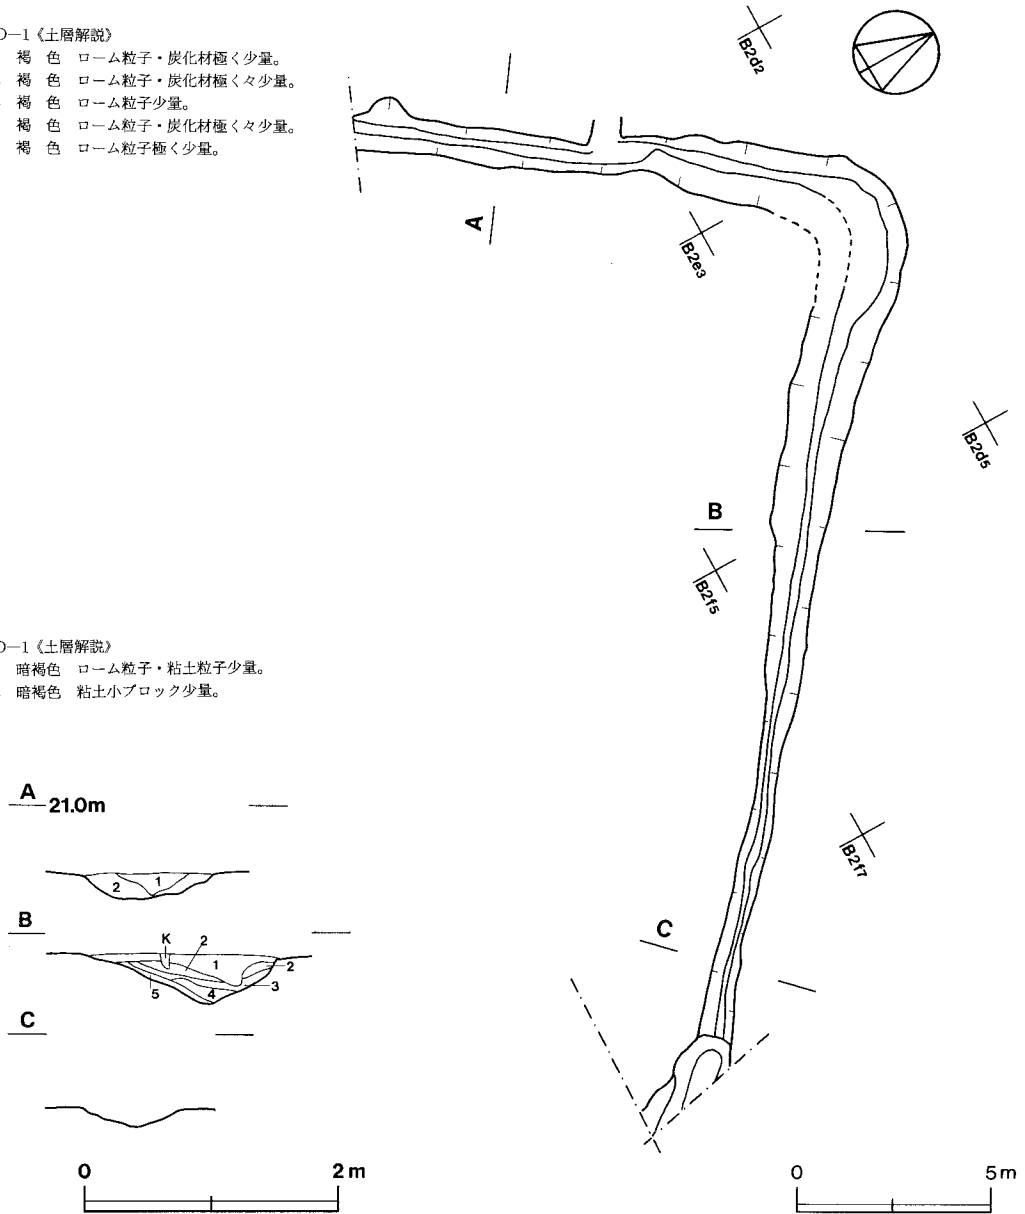 —1《土層解説》
褐 色 ローム粒子・炭化材極く少量。
褐 色 ローム粒子・炭化材極く々少量。
褐 色 ローム粒子少量。
褐 色 ローム粒子・炭化材極く々少量。
褐 色 ローム粒子極く少量。
B2d2
A
B2e3
B2d5
B
B2f5
—1《土層解説》
暗褐色 ローム粒子・粘土粒子少量。
暗褐色 粘土小ブロック少量。
A 21.0m
2 1
B2f7
B
C
K 2
1 2
5 4 3
C
0 2m
0 5m